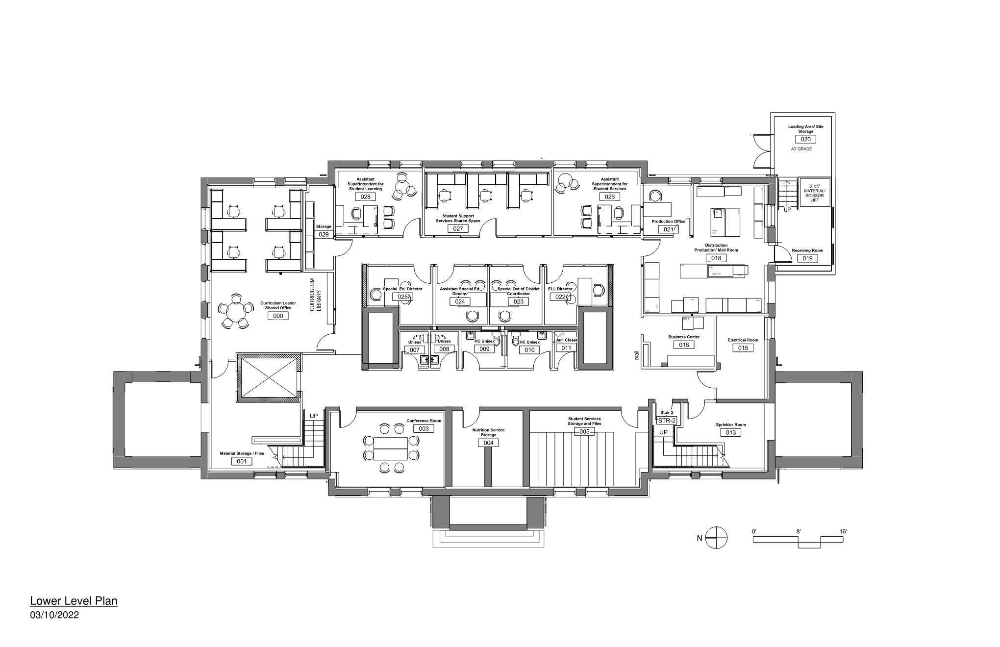 Loading Area/ Site
Storage
020
AT GRADE
Assistant
Superintendent for
Student Learning
028
Student Support
Services Shared Space
027
Assistant
Superintendent for
Student Services
026
Production Office
021
5' x 5'
MATERIAL/
SCISSOR
LIFT
UP
Storage
029
Distribution
Production/ Mail Room
018
Receiving Room
019
CURRICULUM
LIBRARY
Curriculum Leader
Shared Office
000
Special Ed. Director
025
Assistant Special Ed.
Director
024
Special Out of District
Coordinator
023
ELL Director
022
Unisex
007
Unisex
008
HC Unisex
009
HC Unisex
010
Jan. Closet
011
mail
Business Center
016
Electrical Room
015
UP
Conference Room
003
Nutrition Service
Storage
004
Student Services
Storage and Files
005
Stair 2
STR-2
UP
Sprinkler Room
013
Material Storage / Files
001
N
0'
8'
16'
Lower Level Plan
03/10/2022